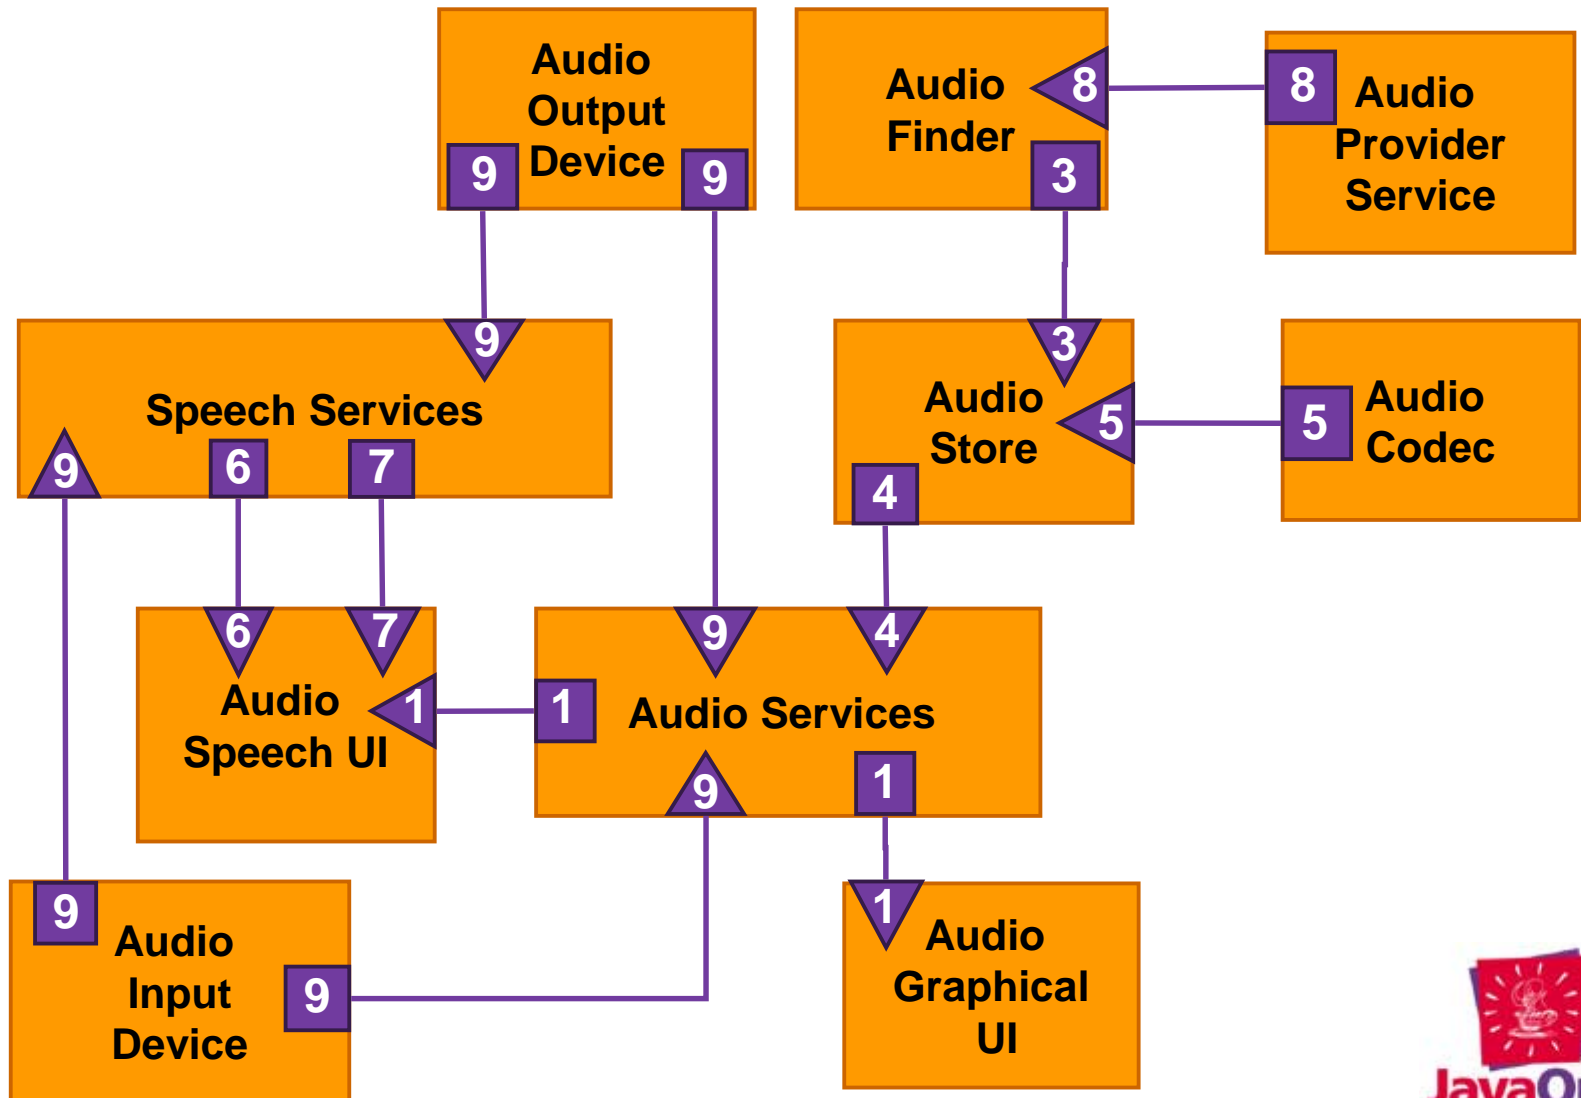 Audio
Output
Device
9
9
Audio
Finder
8
3
8
Audio
Provider
Service
9
Speech Services
9
6
7
3
Audio
Store
5
4
5
Audio
Codec
6
7
Audio
Speech UI
1
9
4
1
Audio Services
9
1
9
Audio
Input
Device
9
1
Audio
Graphical
UI